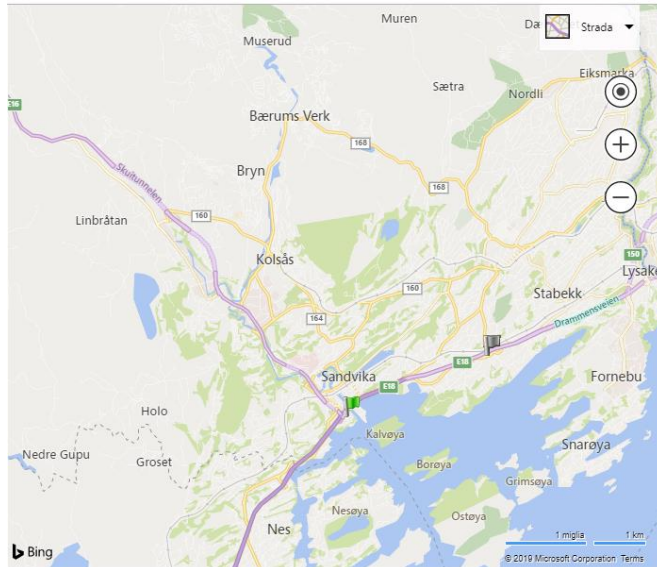 Muren
Strada
Muserud
Eiksmarka
Sætra
Nordli
E16
Bærums Verk
168
Bryn
168
Skuitunnelen
Linbråtan
160
Kolsås
150
Lysake
160
Stabekk
164
Drammensveien
E18
Sandvika
E18
Fornebu
Holo
Kalvøya
Snarøya
Nedre Gupu
Groset
Borøya
Grimsøya
Nesøya
Ostøya
Nes
1 miglia
1 km
Bing
© 2019 Microsoft Corporation Terms